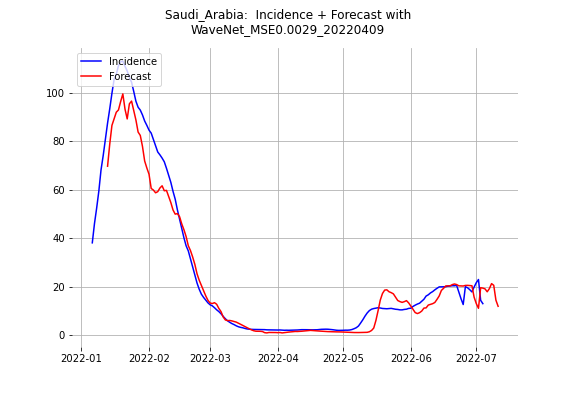 Saudi_Arabia:  Incidence + Forecast with
WaveNet_MSE0.0029_20220409
Incidence
Forecast
100
80
60
40
20
0
2022-01 2022-02 2022-03 2022-04 2022-05 2022-06 2022-07